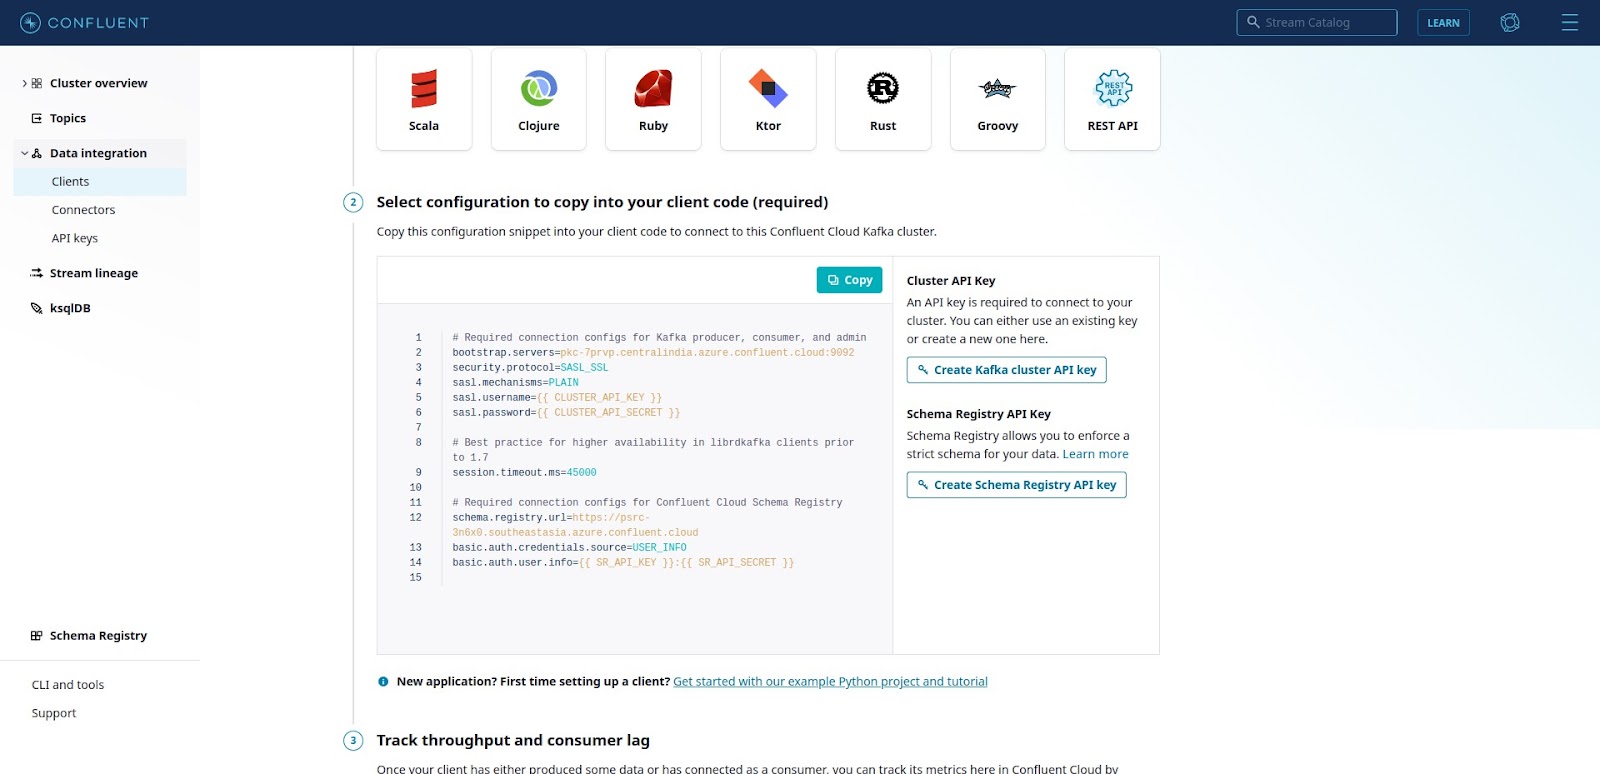 CONFLUENT
Stream Catalog
LEARN
Cluster overview
Topics
Data integration
Clients
Connectors
API keys
Stream lineage
ksqlDB
Schema Registry
CLI and tools
Support
Scala
Clojure
Ruby
Ktor
Rust
Groovy
REST API
REST API
2
Select configuration to copy into your client code (required)
Copy this configuration snippet into your client code to connect to this Confluent Cloud Kafka cluster.
Copy
1 # Required connection configs for Kafka producer, consumer, and admin
2 bootstrap.servers=pkc-7prvp.centralindia.azure.confluent.cloud:9092
3 security.protocol=SASL_SSL
4 sasl.mechanisms=PLAIN
5 sasl.username={{ CLUSTER_API_KEY }}
6 sasl.password={{ CLUSTER_API_SECRET }}
7
8 # Best practice for higher availability in librdkafka clients prior
to 1.7
9 session.timeout.ms=45000
10
11 # Required connection configs for Confluent Cloud Schema Registry
12 schema.registry.url=https://psrc-
3n6x0.southeastasia.azure.confluent.cloud
13 basic.auth.credentials.source=USER_INFO
14 basic.auth.user.info={{ SR_API_KEY }}:{{ SR_API_SECRET }}
15
Cluster API Key
An API key is required to connect to your
cluster. You can either use an existing key
or create a new one here.
Create Kafka cluster API key
Schema Registry API Key
Schema Registry allows you to enforce a
strict schema for your data. Learn more
Create Schema Registry API key
New application? First time setting up a client? Get started with our example Python project and tutorial
3
Track throughput and consumer lag
Once your client has either produced some data or has connected as a consumer, you can track its metrics here in Confluent Cloud by